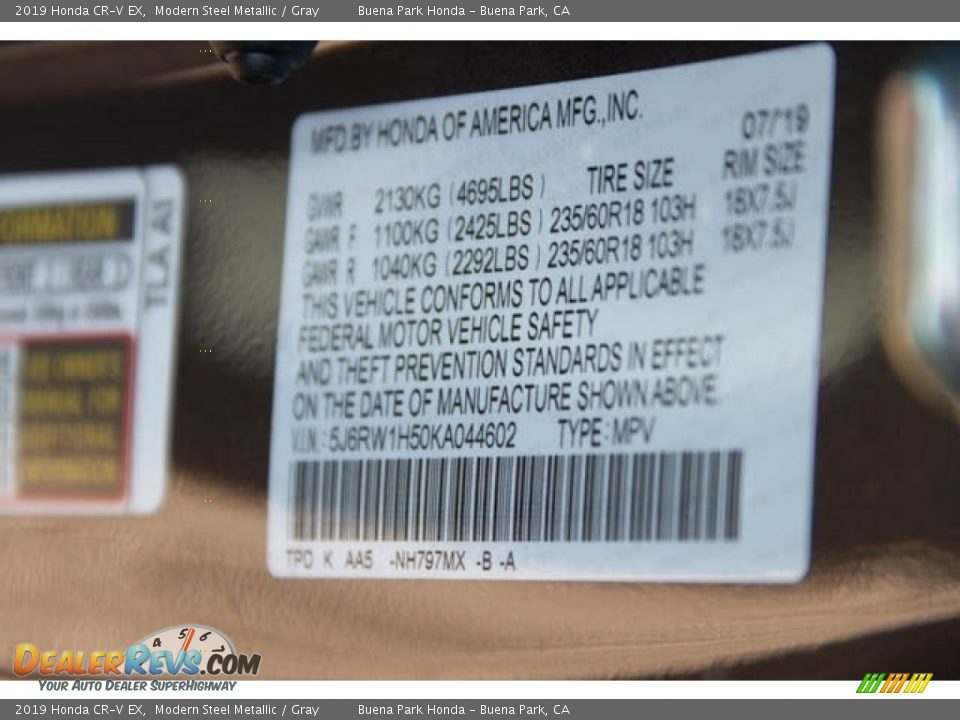 2019 Honda CR-V EX, Modern Steel Metallic / Gray Buena Park Honda - Buena Park, CA
MFD.BY HONDA OF AMERICA MFG.,INC. 07/19
GVWR 2130KG (4695LBS) TIRE SIZE RIM SIZE
GAWR F 1100KG (2425LBS) 235/60R18 103H 18X7.5J
GAWR R 1040KG (2292LBS) 235/60R18 103H 18X7.5J
THIS VEHICLE CONFORMS TO ALL APPLICABLE
FEDERAL MOTOR VEHICLE SAFETY
AND THEFT PREVENTION STANDARDS IN EFFECT
ON THE DATE OF MANUFACTURE SHOWN ABOVE.
V.I.N.: 5J6RW1H50KA044602 TYPE: MPV
TPD K AA5 -NH797MX -B -A
TLA AI
4 5 6
DEALERREVS.COM
YOUR AUTO DEALER SUPERHIGHWAY
2019 Honda CR-V EX, Modern Steel Metallic / Gray Buena Park Honda - Buena Park, CA